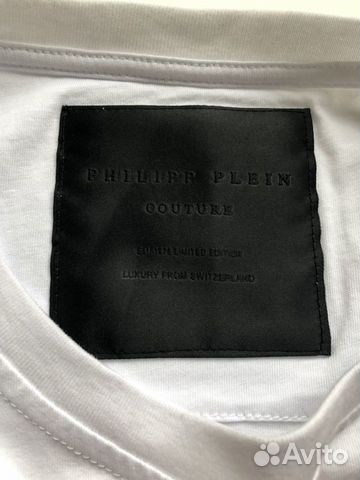 PHILIPP PLEIN
COUTURE
LIMITED EDITION
LUXURY FROM SWITZERLAND
Avito